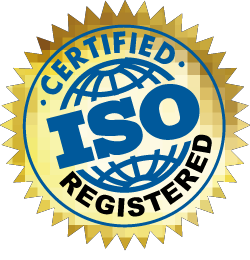 · CERTIFIED ·
ISO
REGISTERED